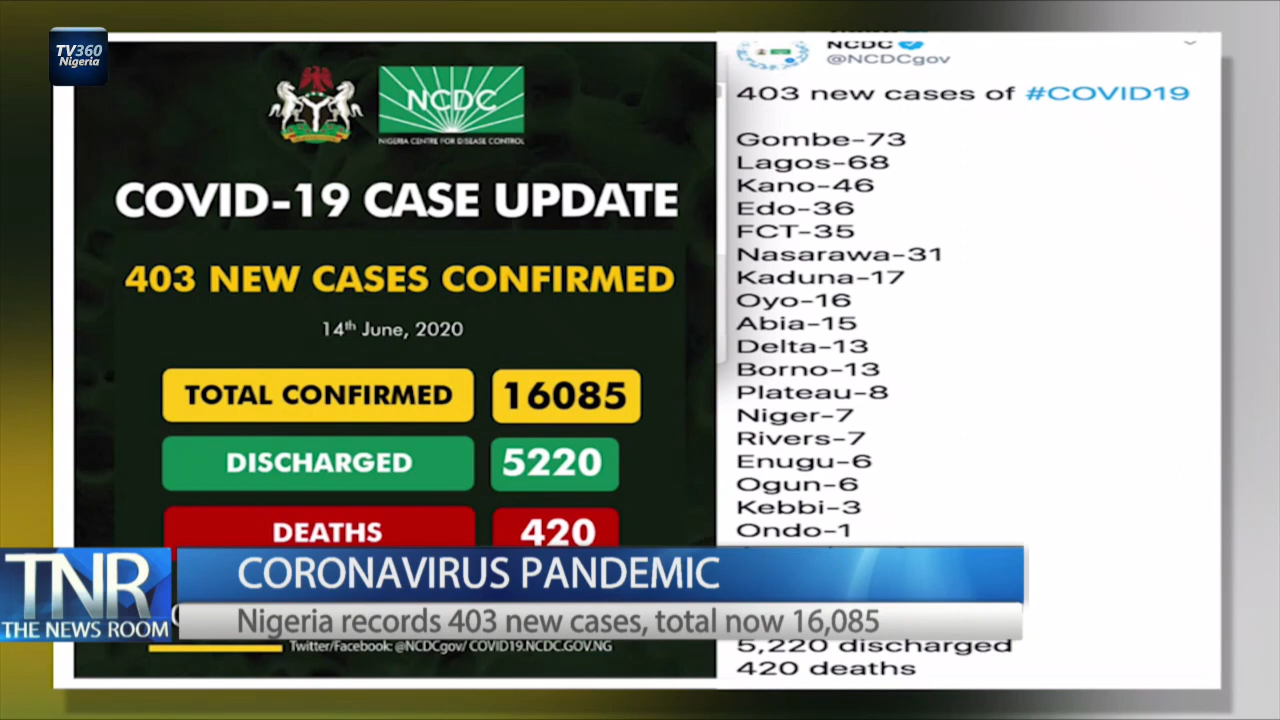 TV360
Nigeria
NCDC
NIGERIA CENTRE FOR DISEASE CONTROL
COVID-19 CASE UPDATE
403 NEW CASES CONFIRMED
14th June, 2020
TOTAL CONFIRMED 16085
DISCHARGED 5220
DEATHS 420
Twitter/Facebook: @NCDCgov/ COVID19.NCDC.GOV.NG
NCDC
@NCDCgov
403 new cases of #COVID19
Gombe-73
Lagos-68
Kano-46
Edo-36
FCT-35
Nasarawa-31
Kaduna-17
Oyo-16
Abia-15
Delta-13
Borno-13
Plateau-8
Niger-7
Rivers-7
Enugu-6
Ogun-6
Kebbi-3
Ondo-1
5,220 discharged
420 deaths
TNR
THE NEWS ROOM
CORONAVIRUS PANDEMIC
Nigeria records 403 new cases, total now 16,085